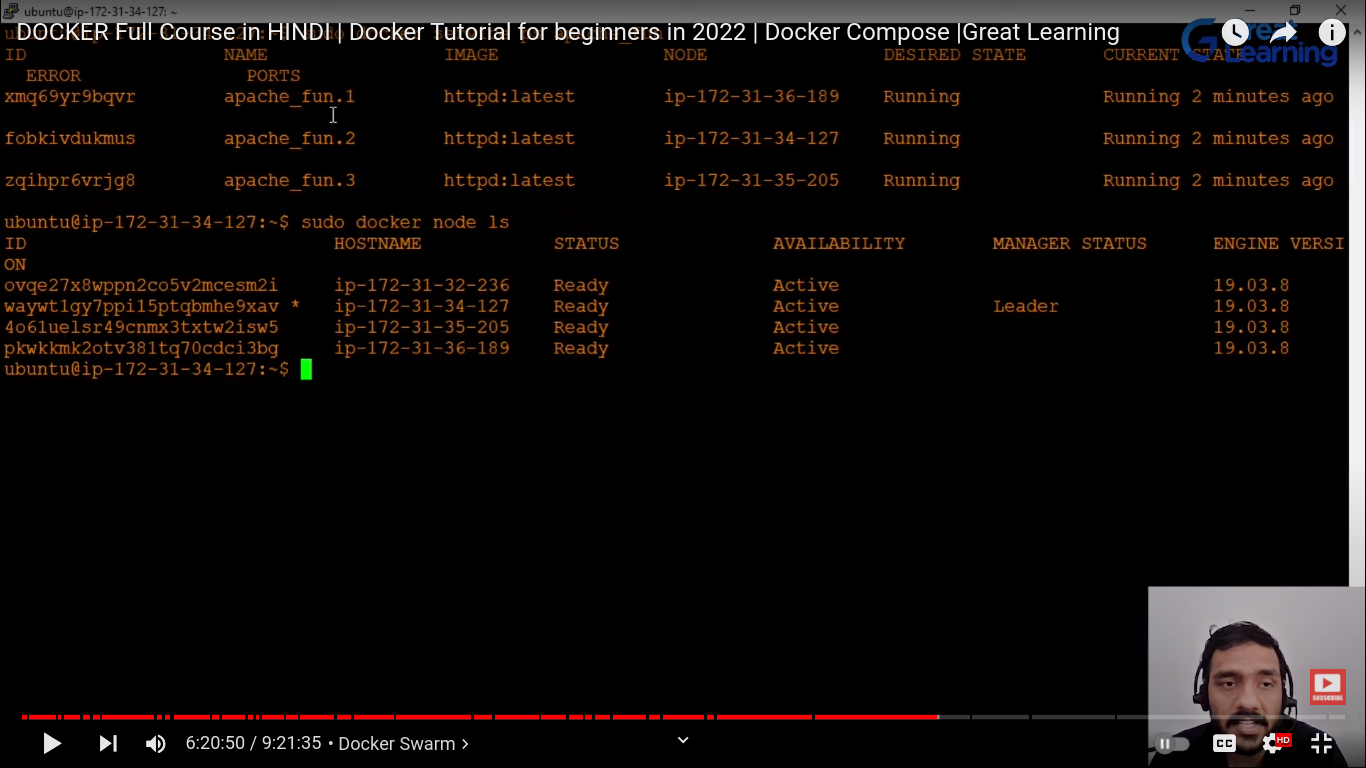 ubuntu@ip-172-31-34-127: ~
DOCKER Full Course in HINDI | Docker Tutorial for beginners in 2022 | Docker Compose |Great Learning
Great Learning
ID NAME IMAGE NODE DESIRED STATE CURRENT STATE
ERROR PORTS
xmq69yr9bqvr apache_fun.1 httpd:latest ip-172-31-36-189 Running Running 2 minutes ago
fobkivdukmus apache_fun.2 httpd:latest ip-172-31-34-127 Running Running 2 minutes ago
zqihpr6vrjg8 apache_fun.3 httpd:latest ip-172-31-35-205 Running Running 2 minutes ago
ubuntu@ip-172-31-34-127:~$ sudo docker node ls
ID HOSTNAME STATUS AVAILABILITY MANAGER STATUS ENGINE VERSI
ON
ovqe27x8wppn2co5v2mcesm2i ip-172-31-32-236 Ready Active 19.03.8
waywt1gy7ppi15ptqbmhe9xav * ip-172-31-34-127 Ready Active Leader 19.03.8
4o61uelsr49cnmx3txtw2isw5 ip-172-31-35-205 Ready Active 19.03.8
pkwkkmk2otv381tq70cdci3bg ip-172-31-36-189 Ready Active 19.03.8
ubuntu@ip-172-31-34-127:~$
SUBSCRIBE
6:20:50 / 9:21:35 • Docker Swarm >
CC HD